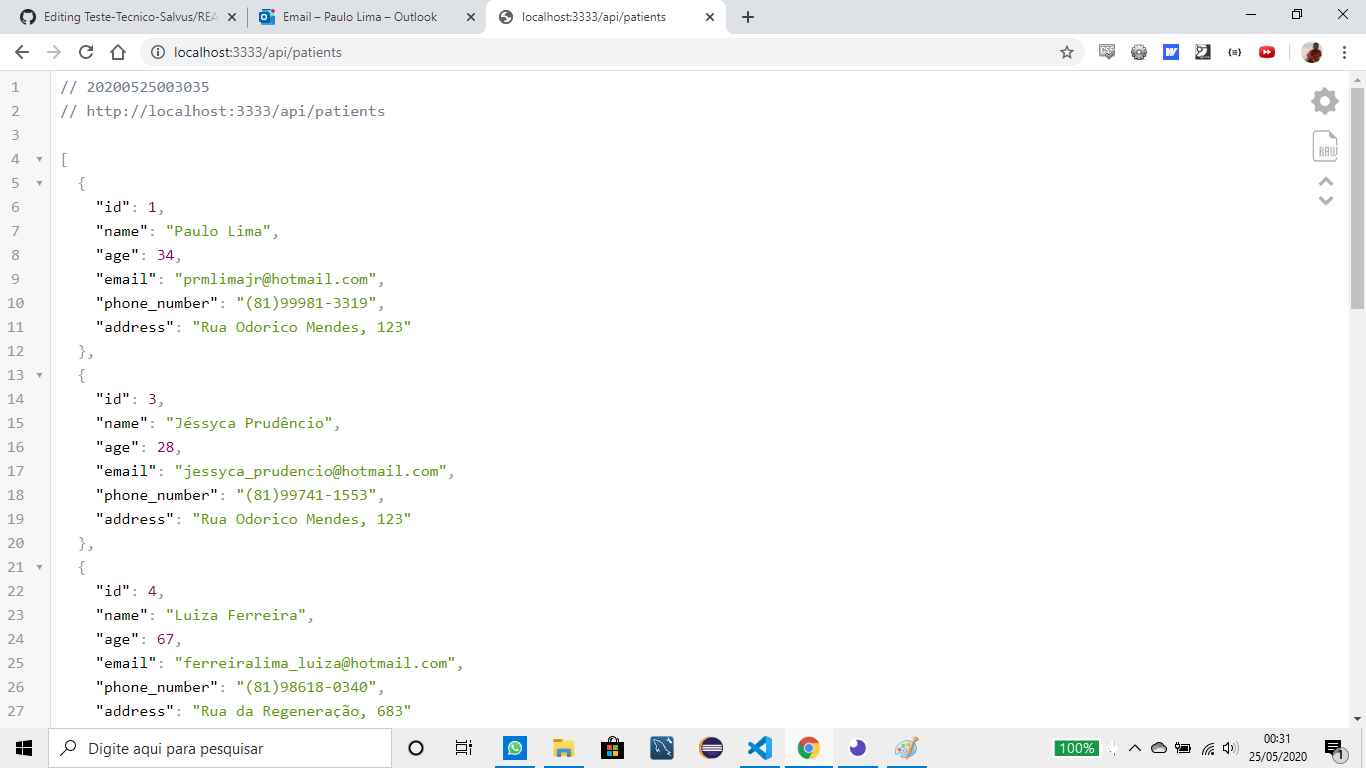 Editing Teste-Tecnico-Salvus/REA
Email – Paulo Lima – Outlook
localhost:3333/api/patients
localhost:3333/api/patients
1 // 20200525003035
2 // http://localhost:3333/api/patients
3
4 [
5 {
6 "id": 1,
7 "name": "Paulo Lima",
8 "age": 34,
9 "email": "prmlimajr@hotmail.com",
10 "phone_number": "(81)99981-3319",
11 "address": "Rua Odorico Mendes, 123"
12 },
13 {
14 "id": 3,
15 "name": "Jéssyca Prudêncio",
16 "age": 28,
17 "email": "jessyca_prudencio@hotmail.com",
18 "phone_number": "(81)99741-1553",
19 "address": "Rua Odorico Mendes, 123"
20 },
21 {
22 "id": 4,
23 "name": "Luiza Ferreira",
24 "age": 67,
25 "email": "ferreiralima_luiza@hotmail.com",
26 "phone_number": "(81)98618-0340",
27 "address": "Rua da Regeneração, 683"
RAW
Digite aqui para pesquisar
100%
00:31
25/05/2020
1